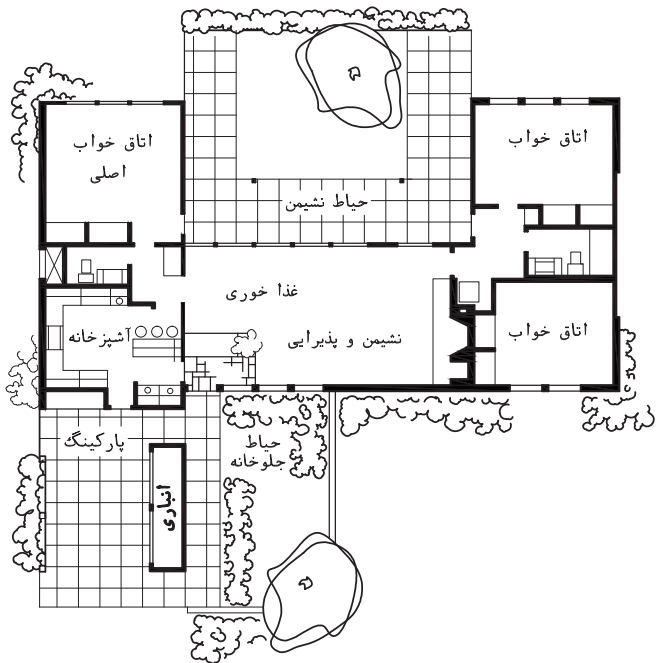 اتاق خواب
اتاق خواب
اصلی
حیاط نشیمن
غذا خوری
نشیمن و پذیرایی
اتاق خواب
آشپزخانه
پارکینگ
حیاط
جلوخانه
انباری